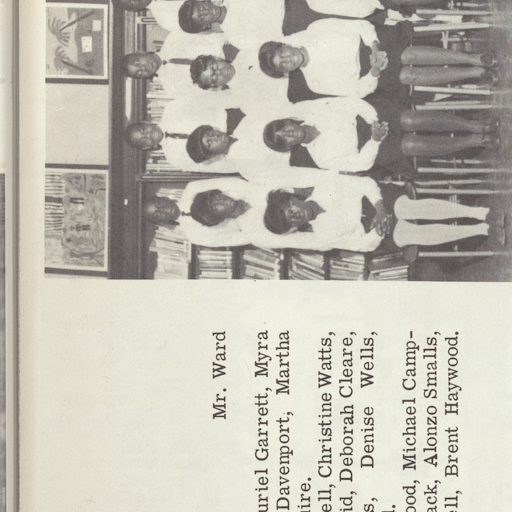 Mr. Ward
uriel Garrett, Myra
Davenport, Martha
ire.
ell, Christine Watts,
id, Deborah Cleare,
s, Denise Wells,
l.
ood, Michael Camp-
ack, Alonzo Smalls,
ell, Brent Haywood.